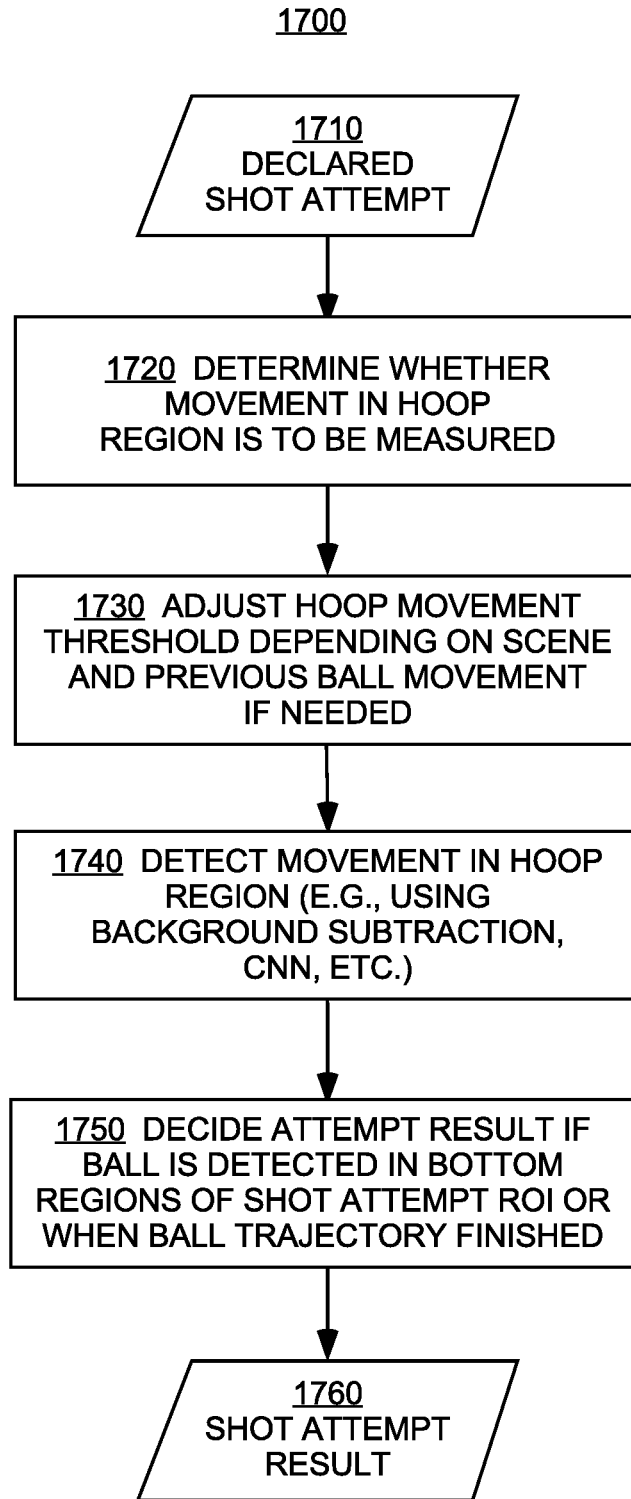 1700
1710
DECLARED
SHOT ATTEMPT
1720 DETERMINE WHETHER
MOVEMENT IN HOOP
REGION IS TO BE MEASURED
1730 ADJUST HOOP MOVEMENT
THRESHOLD DEPENDING ON SCENE
AND PREVIOUS BALL MOVEMENT
IF NEEDED
1740 DETECT MOVEMENT IN HOOP
REGION (E.G., USING
BACKGROUND SUBTRACTION,
CNN, ETC.)
1750 DECIDE ATTEMPT RESULT IF
BALL IS DETECTED IN BOTTOM
REGIONS OF SHOT ATTEMPT ROI OR
WHEN BALL TRAJECTORY FINISHED
1760
SHOT ATTEMPT
RESULT